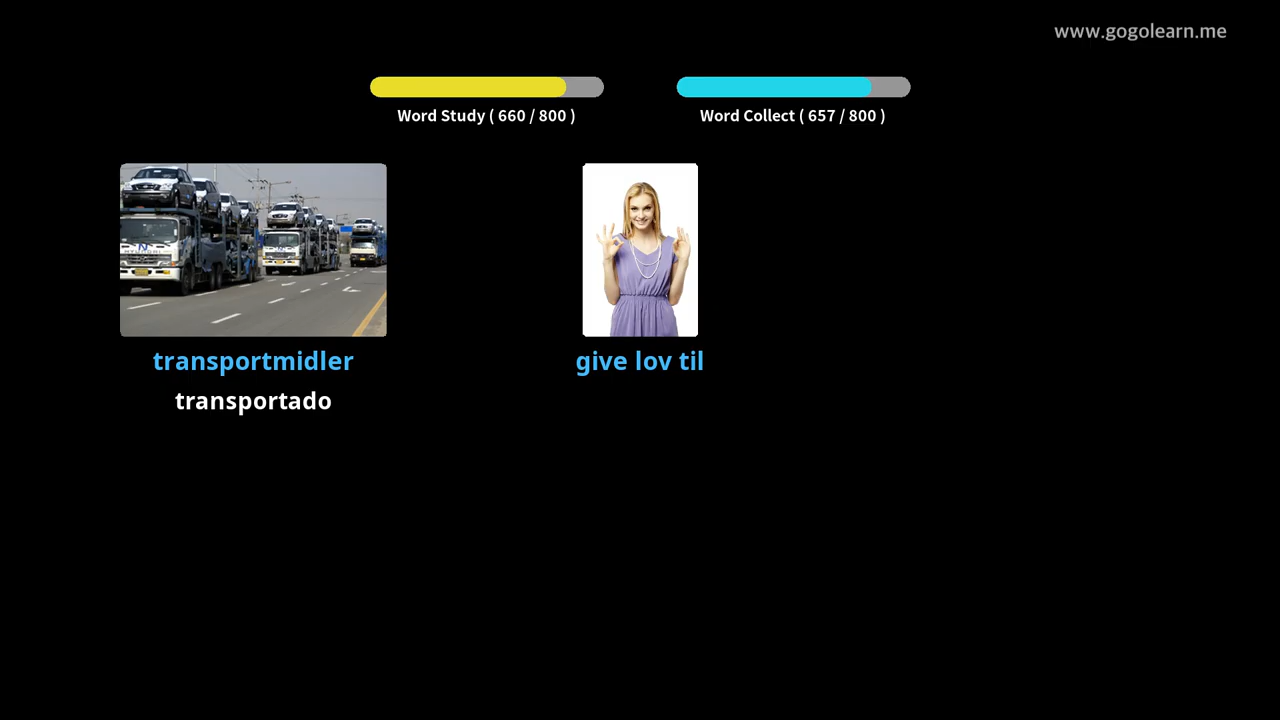 www.gogolearn.me
Word Study ( 660 / 800 )
Word Collect ( 657 / 800 )
transportmidler
give lov til
transportado